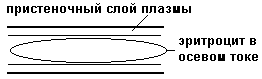 пристеночный слой плазмы
эритроцит в
осевом токе